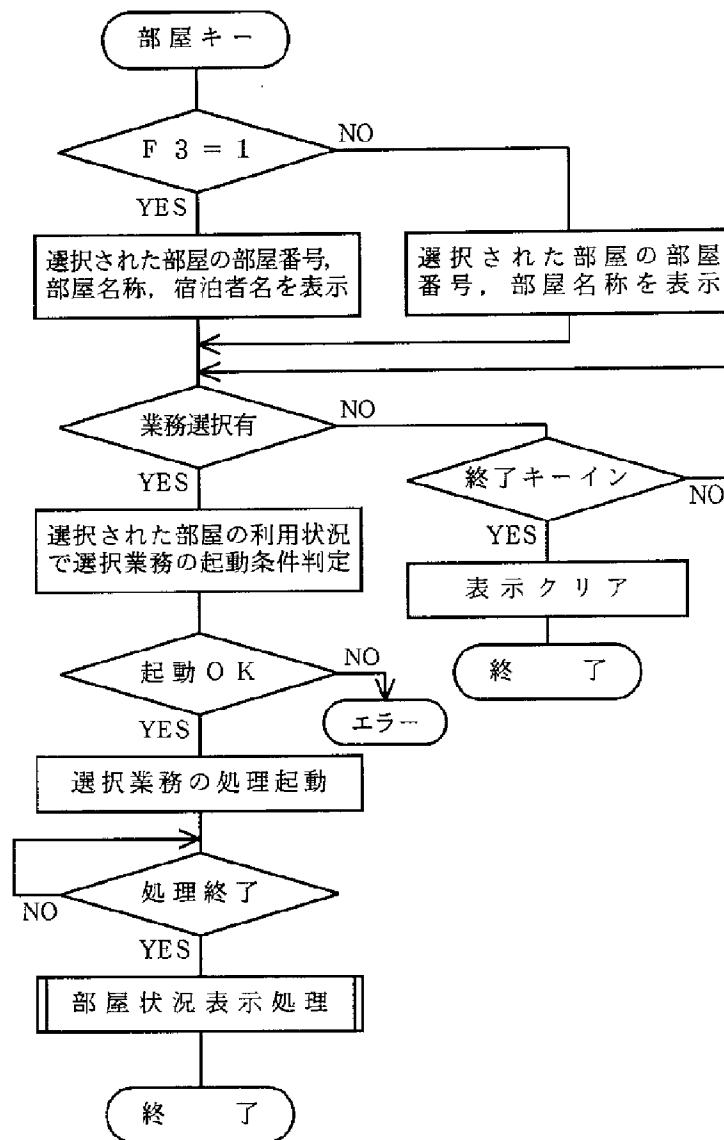 部屋キー
F 3 = 1
NO
YES
選択された部屋の部屋番号,
部屋名称, 宿泊者名を表示
選択された部屋の部屋
番号, 部屋名称を表示
業務選択有
NO
YES
終了キーイン
NO
YES
選択された部屋の利用状況
で選択業務の起動条件判定
表示クリア
終 了
起動OK
NO
YES
エラー
選択業務の処理起動
処理終了
NO
YES
部屋状況表示処理
終 了